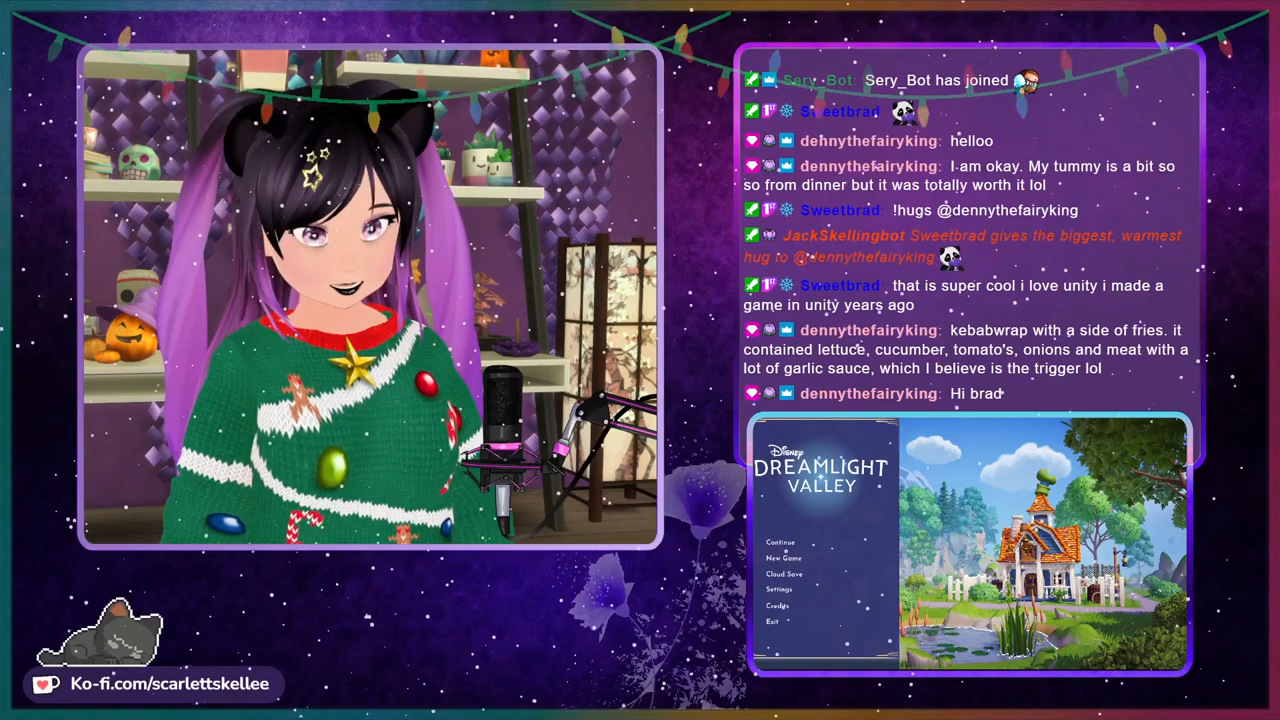 Sery_Bot: Sery_Bot has joined
Sweetbrad
dennythefairyking: helloo
dennythefairyking: I am okay. My tummy is a bit so
so from dinner but it was totally worth it lol
Sweetbrad !hugs @dennythefairyking
JackSkellingbot Sweetbrad gives the biggest, warmest
hug to @dennythefairyking
Sweetbrad that is super cool i love unity i made a
game in unity years ago
dennythefairyking: kebabwrap with a side of fries. it
contained lettuce, cucumber, tomato's, onions and meat with a
lot of garlic sauce, which I believe is the trigger lol
dennythefairyking: Hi brad
Disney
DREAMLIGHT
VALLEY
Continue
New Game
Cloud Save
Settings
Credits
Exit
Ko-fi.com/scarlettskellee